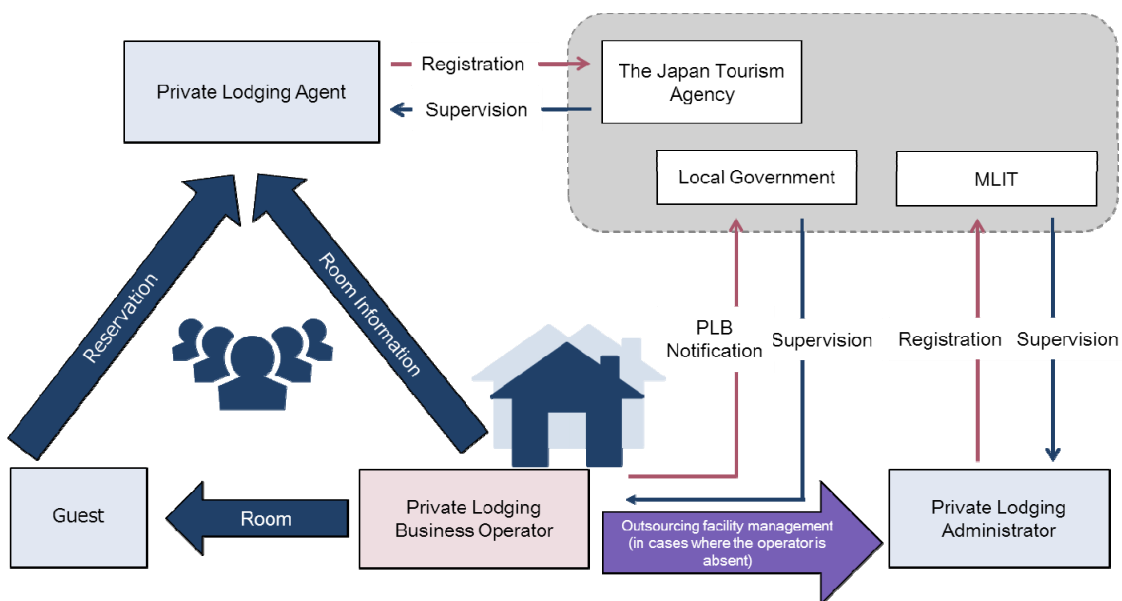 Private Lodging Agent
Registration
Supervision
The Japan Tourism
Agency
Local Government
MLIT
Reservation
Room Information
PLB
Notification
Supervision
Registration
Supervision
Guest
Room
Private Lodging
Business Operator
Outsourcing facility management
(in cases where the operator is
absent)
Private Lodging
Administrator